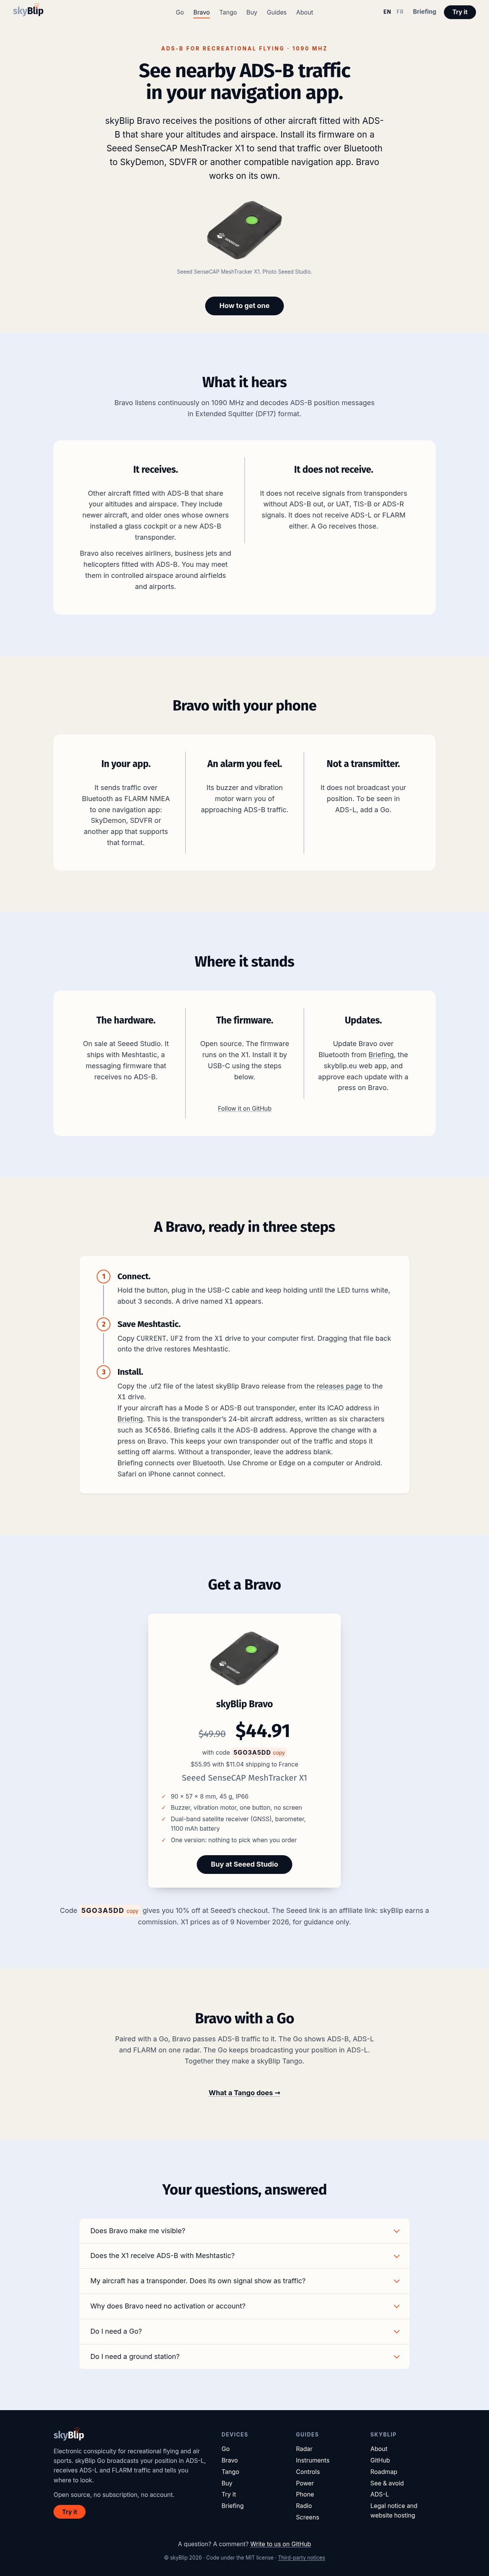 skyBlip
Go
Bravo
Tango
Buy
Guides
About
EN
FR
Briefing
Try it
ADS-B FOR RECREATIONAL FLYING · 1090 MHZ
See nearby ADS-B traffic
in your navigation app.
skyBlip Bravo receives the positions of other aircraft fitted with ADS-
B that share your altitudes and airspace. Install its firmware on a
Seeed SenseCAP MeshTracker X1 to send that traffic over Bluetooth
to SkyDemon, SDVFR or another compatible navigation app. Bravo
works on its own.
Seeed SenseCAP MeshTracker X1. Photo Seeed Studio.
How to get one
What it hears
Bravo listens continuously on 1090 MHz and decodes ADS-B position messages
in Extended Squitter (DF17) format.
It receives.
Other aircraft fitted with ADS-B that share
your altitudes and airspace. They include
newer aircraft, and older ones whose owners
installed a glass cockpit or a new ADS-B
transponder.
Bravo also receives airliners, business jets and
helicopters fitted with ADS-B. You may meet
them in controlled airspace around airfields
and airports.
It does not receive.
It does not receive signals from transponders
without ADS-B out, or UAT, TIS-B or ADS-R
signals. It does not receive ADS-L or FLARM
either. A Go receives those.
Bravo with your phone
In your app.
It sends traffic over
Bluetooth as FLARM NMEA
to one navigation app:
SkyDemon, SDVFR or
another app that supports
that format.
An alarm you feel.
Its buzzer and vibration
motor warn you of
approaching ADS-B traffic.
Not a transmitter.
It does not broadcast your
position. To be seen in
ADS-L, add a Go.
Where it stands
The hardware.
On sale at Seeed Studio. It
ships with Meshtastic, a
messaging firmware that
receives no ADS-B.
The firmware.
Open source. The firmware
runs on the X1. Install it by
USB-C using the steps
below.
Follow it on GitHub
Updates.
Update Bravo over
Bluetooth from Briefing, the
skyblip.eu web app, and
approve each update with a
press on Bravo.
A Bravo, ready in three steps
1
Connect.
Hold the button, plug in the USB-C cable and keep holding until the LED turns white,
about 3 seconds. A drive named X1 appears.
2
Save Meshtastic.
Copy CURRENT.UF2 from the X1 drive to your computer first. Dragging that file back
onto the drive restores Meshtastic.
3
Install.
Copy the .uf2 file of the latest skyBlip Bravo release from the releases page to the
X1 drive.
If your aircraft has a Mode S or ADS-B out transponder, enter its ICAO address in
Briefing. This is the transponder's 24-bit aircraft address, written as six characters
such as 3C6586. Briefing calls it the ADS-B address. Approve the change with a
press on Bravo. This keeps your own transponder out of the traffic and stops it
setting off alarms. Without a transponder, leave the address blank.
Briefing connects over Bluetooth. Use Chrome or Edge on a computer or Android.
Safari on iPhone cannot connect.
Get a Bravo
skyBlip Bravo
$49.90 $44.91
with code 5GO3A5DD copy
$55.95 with $11.04 shipping to France
Seeed SenseCAP MeshTracker X1
✓ 90 × 57 × 8 mm, 45 g, IP66
✓ Buzzer, vibration motor, one button, no screen
✓ Dual-band satellite receiver (GNSS), barometer,
1100 mAh battery
✓ One version: nothing to pick when you order
Buy at Seeed Studio
Code 5GO3A5DD copy gives you 10% off at Seeed's checkout. The Seeed link is an affiliate link: skyBlip earns a
commission. X1 prices as of 9 November 2026, for guidance only.
Bravo with a Go
Paired with a Go, Bravo passes ADS-B traffic to it. The Go shows ADS-B, ADS-L
and FLARM on one radar. The Go keeps broadcasting your position in ADS-L.
Together they make a skyBlip Tango.
What a Tango does →
Your questions, answered
Does Bravo make me visible?
Does the X1 receive ADS-B with Meshtastic?
My aircraft has a transponder. Does its own signal show as traffic?
Why does Bravo need no activation or account?
Do I need a Go?
Do I need a ground station?
skyBlip
Electronic conspicuity for recreational flying and air
sports. skyBlip Go broadcasts your position in ADS-L,
receives ADS-L and FLARM traffic and tells you
where to look.
Open source, no subscription, no account.
Try it
DEVICES
Go
Bravo
Tango
Buy
Try it
Briefing
GUIDES
Radar
Instruments
Controls
Power
Phone
Radio
Screens
SKYBLIP
About
GitHub
Roadmap
See & avoid
ADS-L
Legal notice and
website hosting
A question? A comment? Write to us on GitHub
© skyBlip 2026 · Code under the MIT license · Third-party notices